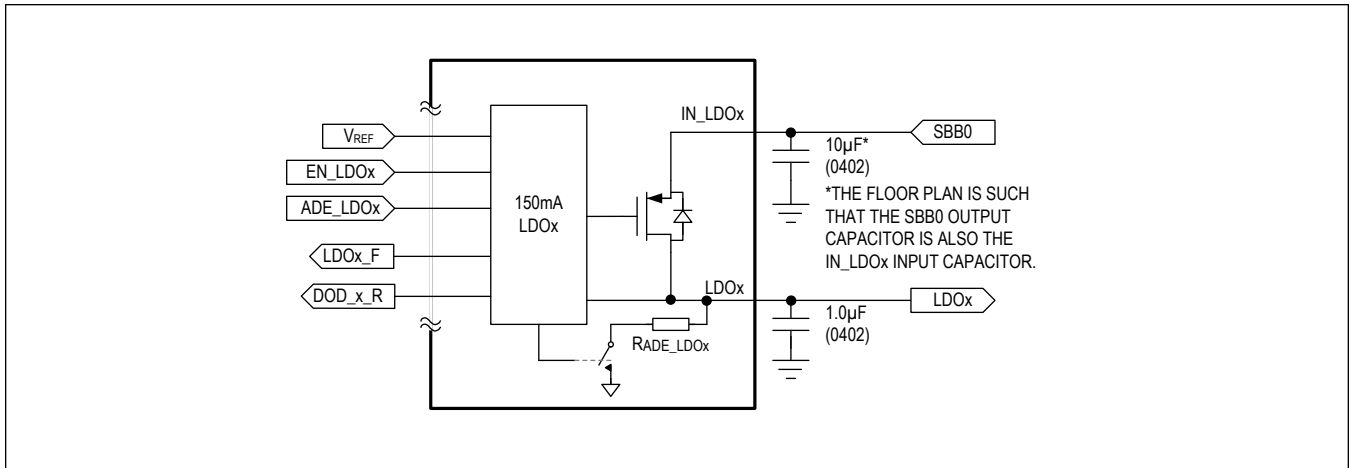 IN_LDOx
VREF
EN_LDOx
ADE_LDOx
LDOx_F
DOD_x_R
150mA
LDOx
SBB0
10µF*
(0402)
*THE FLOOR PLAN IS SUCH
THAT THE SBB0 OUTPUT
CAPACITOR IS ALSO THE
IN_LDOx INPUT CAPACITOR.
LDOx
LDOx
1.0µF
(0402)
RADE_LDOx